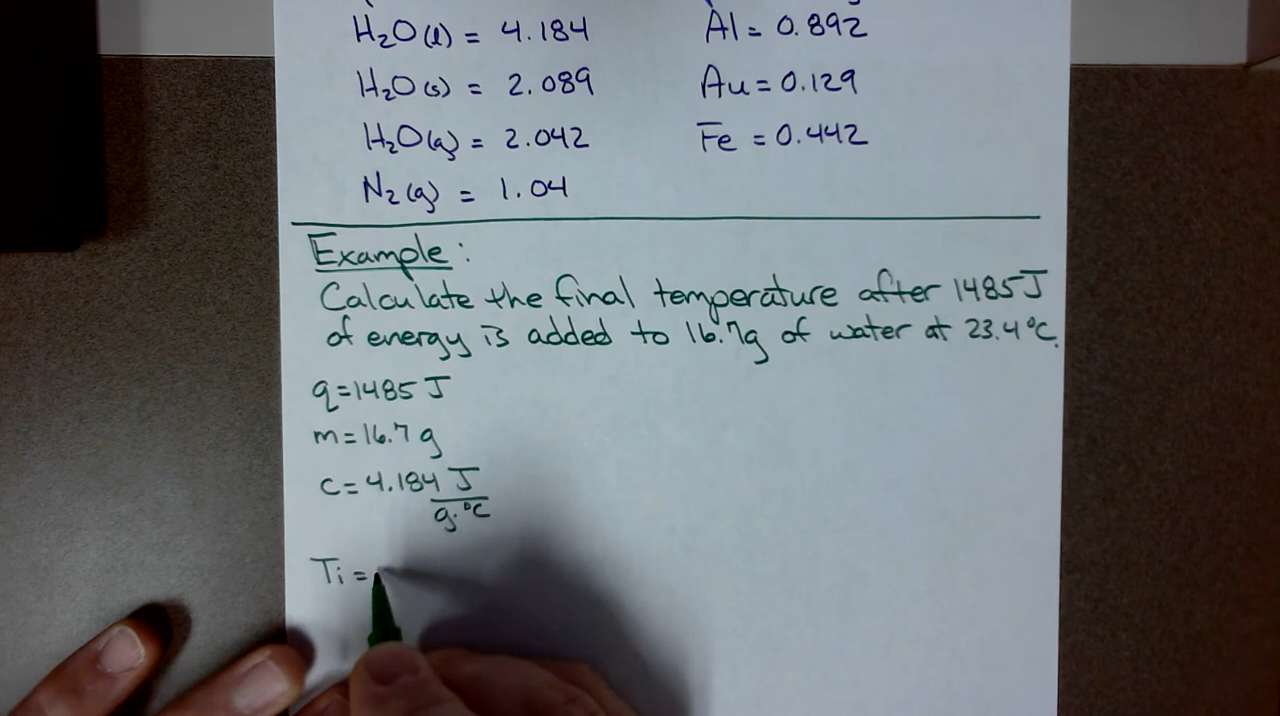 H₂O(l) = 4.184 Al = 0.892
H₂O(s) = 2.089 Au = 0.129
H₂O(g) = 2.042 Fe = 0.442
N₂(g) = 1.04
Example:
Calculate the final temperature after 1485J
of energy is added to 16.7g of water at 23.4°C.
q=1485 J
m=16.7 g
c=4.184 J
g·°C
Ti =